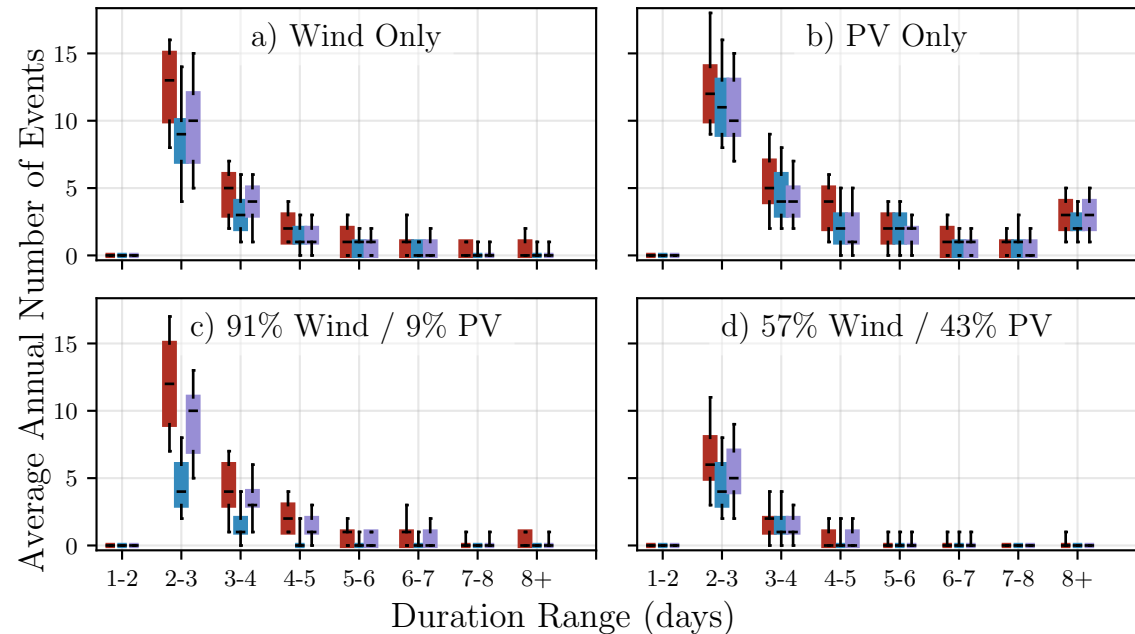 Average Annual Number of Events
a) Wind Only
15
10
5
0
b) PV Only
c) 91% Wind / 9% PV
15
10
5
0
1-2 2-3 3-4 4-5 5-6 6-7 7-8 8+
d) 57% Wind / 43% PV
1-2 2-3 3-4 4-5 5-6 6-7 7-8 8+
Duration Range (days)